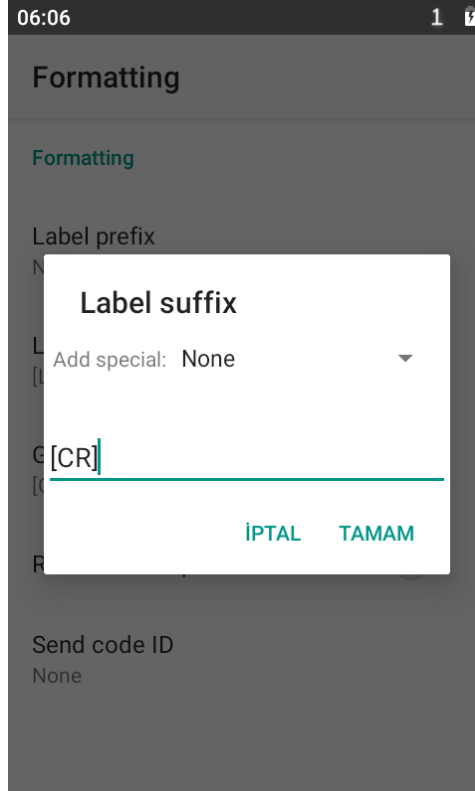 06:06 1
Formatting
Formatting
Label prefix
Label suffix
Add special: None
[CR]
İPTAL TAMAM
Send code ID
None